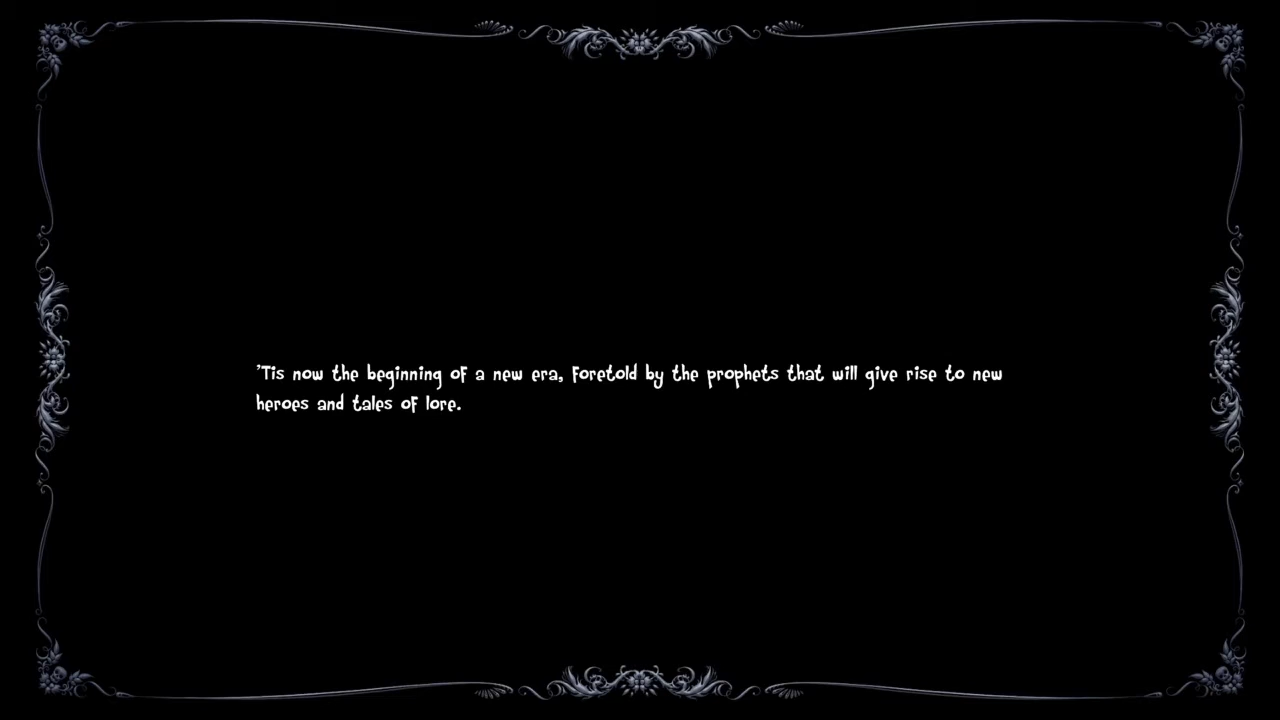 'Tis now the beginning of a new era, foretold by the prophets that will give rise to new
heroes and tales of lore.